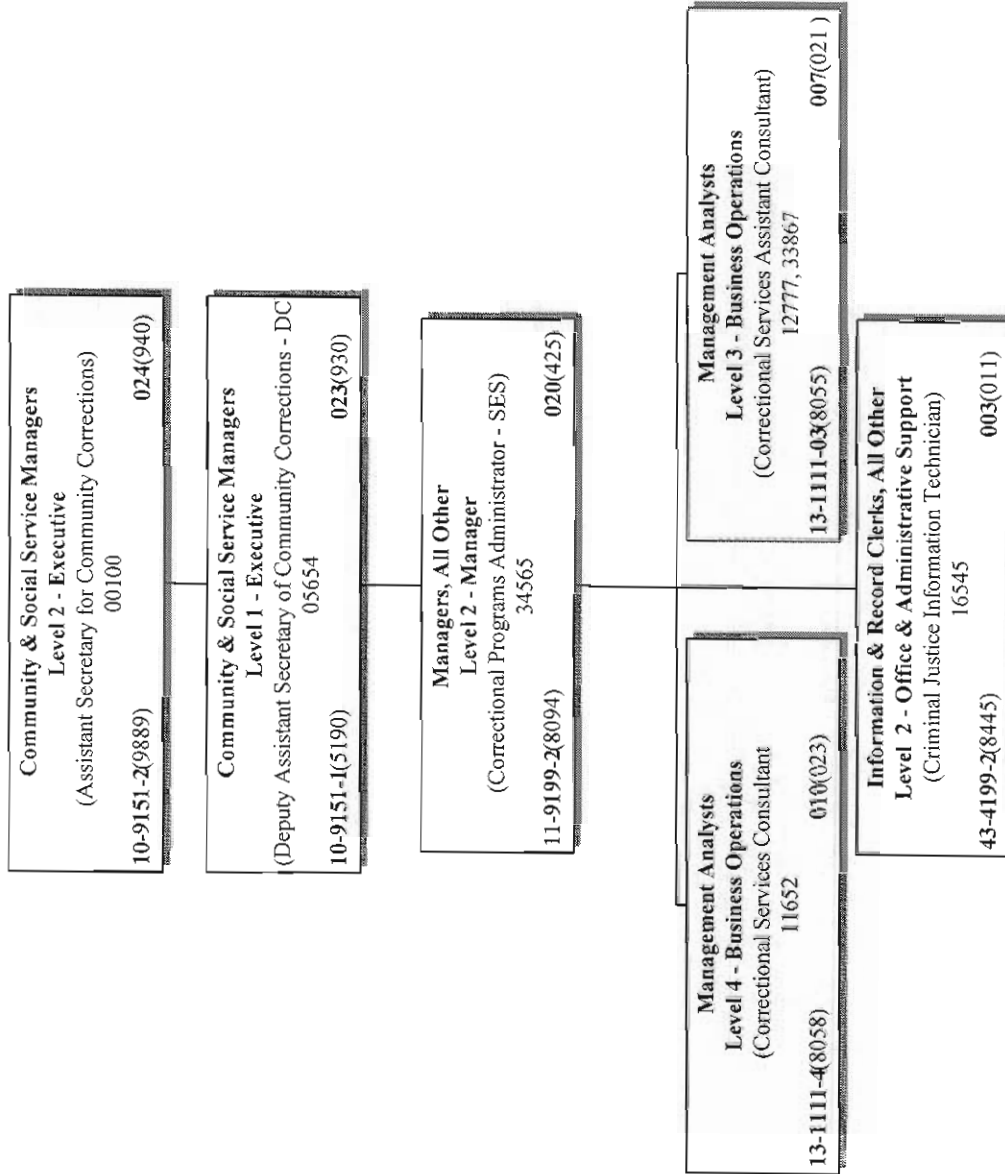 Community & Social Service Managers
Level 2 - Executive
(Assistant Secretary for Community Corrections)
00100
10-9151-2(9889) 024(940)
Community & Social Service Managers
Level 1 - Executive
(Deputy Assistant Secretary of Community Corrections - DC
05654
10-9151-1(5190) 023(930)
Managers, All Other
Level 2 - Manager
(Correctional Programs Administrator - SES)
34565
11-9199-2(8094) 020(425)
Management Analysts
Level 4 - Business Operations
(Correctional Services Consultant
11652
13-1111-4(8058) 010(023)
Management Analysts
Level 3 - Business Operations
(Correctional Services Assistant Consultant)
12777, 33867
13-1111-03(8055) 007(021)
Information & Record Clerks, All Other
Level 2 - Office & Administrative Support
(Criminal Justice Information Technician)
16545
43-4199-2(8445) 003(011)